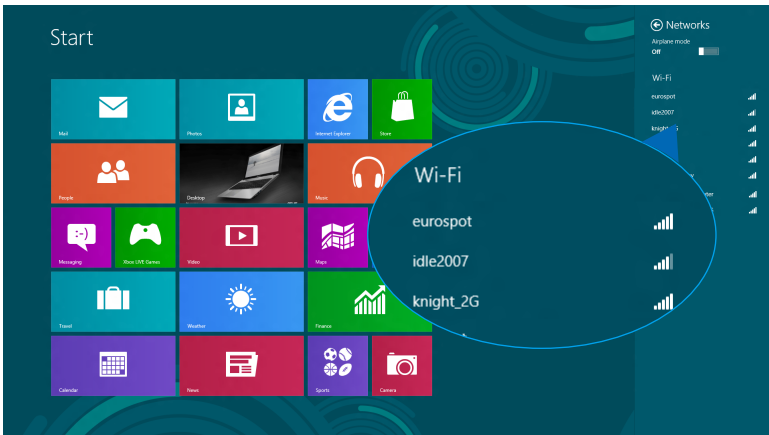 Start
Networks
Airplane mode
Off
Wi-Fi
eurospot
idle2007
Mail
Photos
Internet Explorer
Store
People
Desktop
Music
Messaging
Xbox LIVE Games
Video
Maps
Travel
Weather
Finance
Calendar
News
Sports
Camera
Wi-Fi
eurospot
idle2007
knight_2G